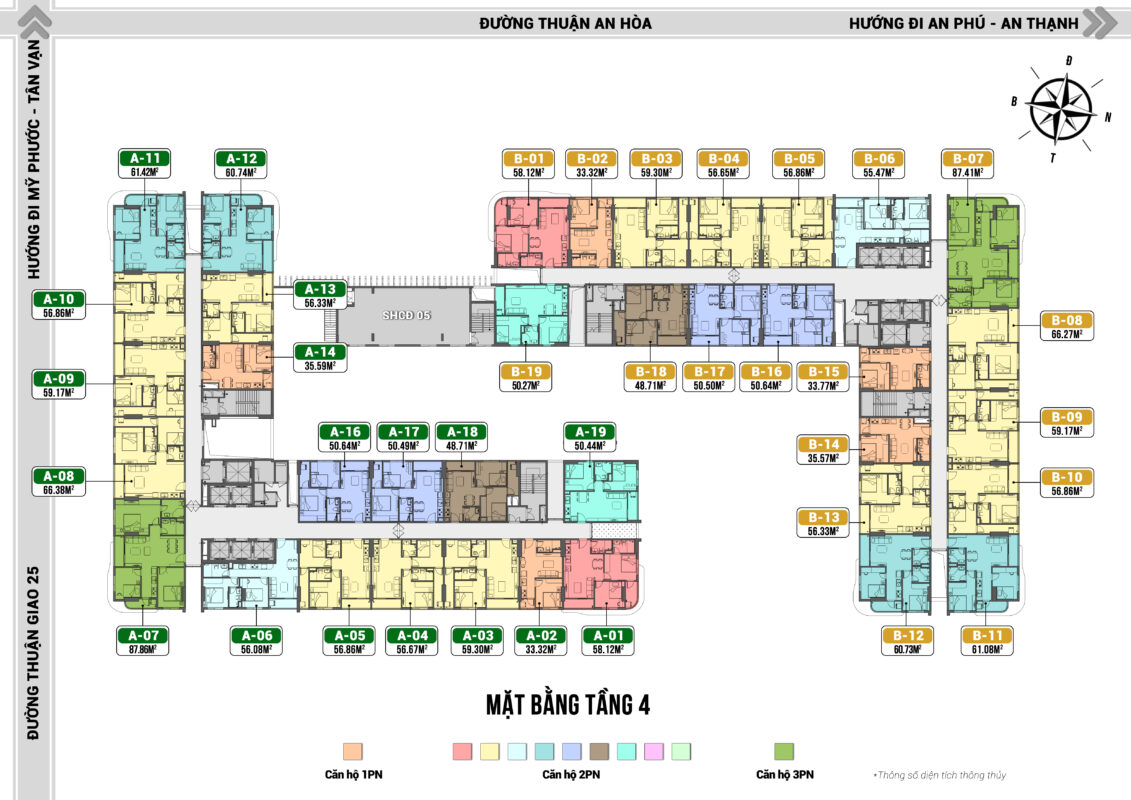 ĐƯỜNG THUẬN AN HÒA
HƯỚNG ĐI AN PHÚ - AN THẠNH
HƯỚNG ĐI MỸ PHƯỚC - TÂN VẠN
ĐƯỜNG THUẬN GIAO 25
Đ
B
N
T
A-11
61.42M²
A-12
60.74M²
B-01
58.12M²
B-02
33.32M²
B-03
59.30M²
B-04
56.65M²
B-05
56.86M²
B-06
55.47M²
B-07
87.41M²
A-10
56.86M²
A-13
56.33M²
SHCĐ 05
B-08
66.27M²
A-14
35.59M²
A-09
59.17M²
B-19
50.27M²
B-18
48.71M²
B-17
50.50M²
B-16
50.64M²
B-15
33.77M²
B-09
59.17M²
A-16
50.64M²
A-17
50.49M²
A-18
48.71M²
A-19
50.44M²
B-14
35.57M²
A-08
66.38M²
B-10
56.86M²
B-13
56.33M²
A-07
87.86M²
A-06
56.08M²
A-05
56.86M²
A-04
56.67M²
A-03
59.30M²
A-02
33.32M²
A-01
58.12M²
B-12
60.73M²
B-11
61.08M²
MẶT BẰNG TẦNG 4
Căn hộ 1PN
Căn hộ 2PN
Căn hộ 3PN
*Thông số diện tích thông thủy